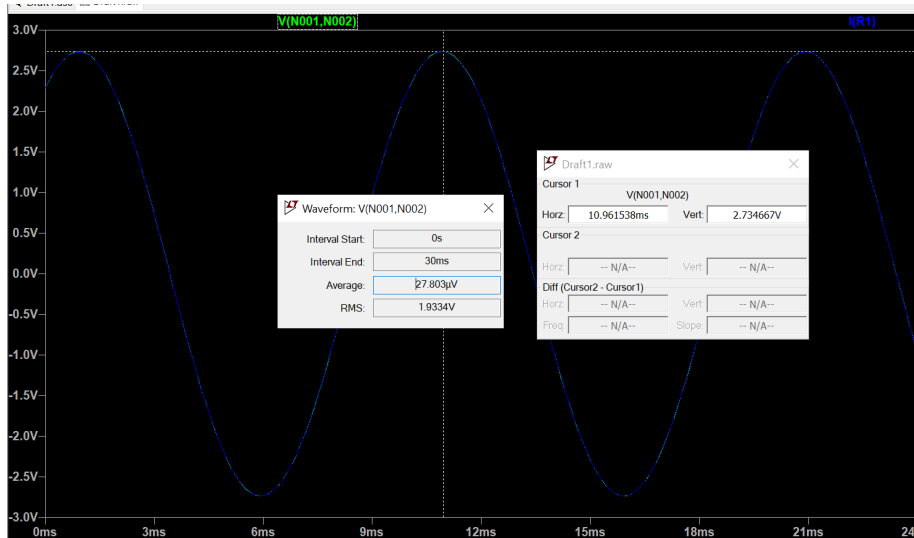 V(N001,N002)
I(R1)
3.0V
2.5V
2.0V
1.5V
1.0V
0.5V
0.0V
-0.5V
-1.0V
-1.5V
-2.0V
-2.5V
-3.0V
0ms 3ms 6ms 9ms 12ms 15ms 18ms 21ms 24
Waveform: V(N001,N002)
Interval Start: 0s
Interval End: 30ms
Average: 27.803µV
RMS: 1.9334V
Draft1.raw
Cursor 1
V(N001,N002)
Horz: 10.961538ms Vert: 2.734667V
Cursor 2
Horz: -- N/A-- Vert: -- N/A--
Diff (Cursor2 - Cursor1)
Horz: -- N/A-- Vert: -- N/A--
Freq: -- N/A-- Slope: -- N/A--